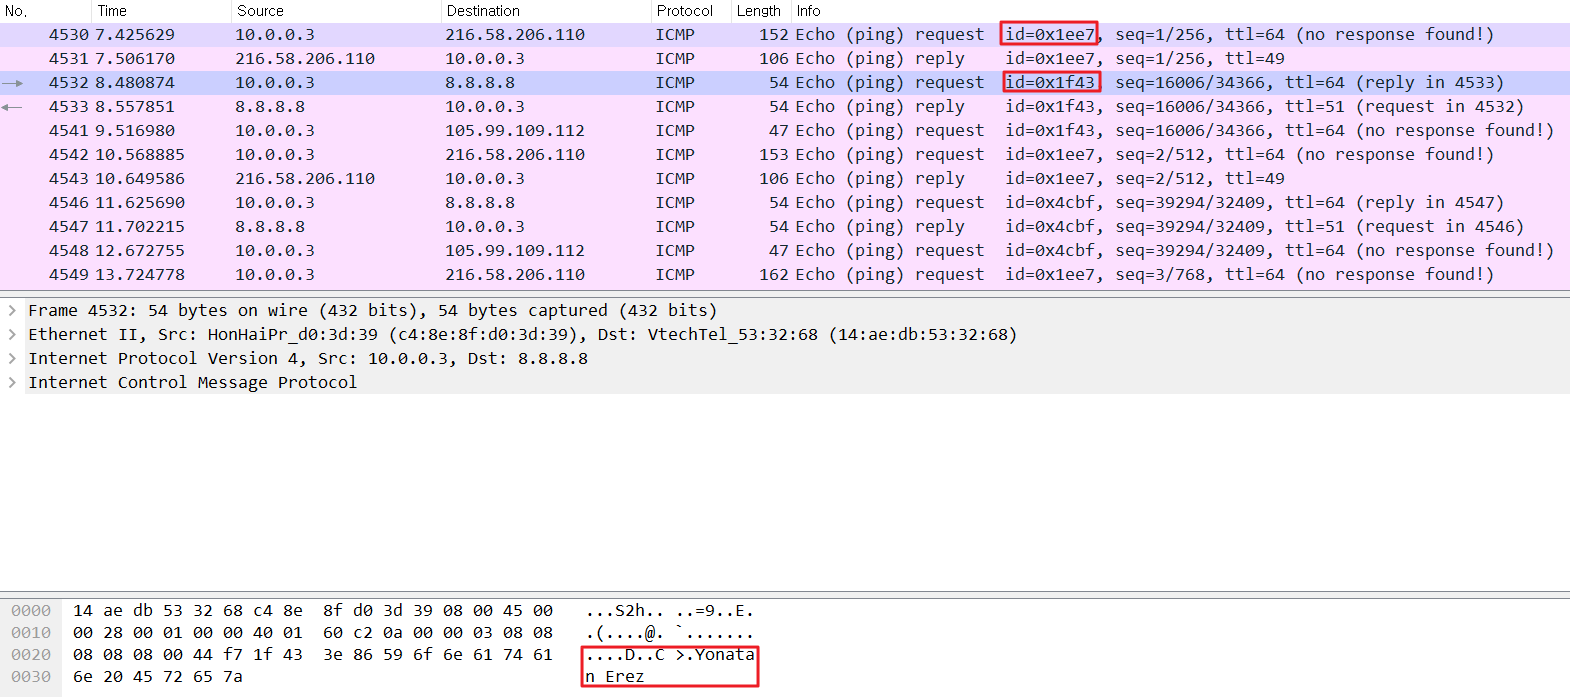 No. Time Source Destination Protocol Length Info
4530 7.425629 10.0.0.3 216.58.206.110 ICMP 152 Echo (ping) request id=0x1ee7, seq=1/256, ttl=64 (no response found!)
4531 7.506170 216.58.206.110 10.0.0.3 ICMP 106 Echo (ping) reply id=0x1ee7, seq=1/256, ttl=49
4532 8.480874 10.0.0.3 8.8.8.8 ICMP 54 Echo (ping) request id=0x1f43, seq=16006/34366, ttl=64 (reply in 4533)
4533 8.557851 8.8.8.8 10.0.0.3 ICMP 54 Echo (ping) reply id=0x1f43, seq=16006/34366, ttl=51 (request in 4532)
4541 9.516980 10.0.0.3 105.99.109.112 ICMP 47 Echo (ping) request id=0x1f43, seq=16006/34366, ttl=64 (no response found!)
4542 10.568885 10.0.0.3 216.58.206.110 ICMP 153 Echo (ping) request id=0x1ee7, seq=2/512, ttl=64 (no response found!)
4543 10.649586 216.58.206.110 10.0.0.3 ICMP 106 Echo (ping) reply id=0x1ee7, seq=2/512, ttl=49
4546 11.625690 10.0.0.3 8.8.8.8 ICMP 54 Echo (ping) request id=0x4cbf, seq=39294/32409, ttl=64 (reply in 4547)
4547 11.702215 8.8.8.8 10.0.0.3 ICMP 54 Echo (ping) reply id=0x4cbf, seq=39294/32409, ttl=51 (request in 4546)
4548 12.672755 10.0.0.3 105.99.109.112 ICMP 47 Echo (ping) request id=0x4cbf, seq=39294/32409, ttl=64 (no response found!)
4549 13.724778 10.0.0.3 216.58.206.110 ICMP 162 Echo (ping) request id=0x1ee7, seq=3/768, ttl=64 (no response found!)
Frame 4532: 54 bytes on wire (432 bits), 54 bytes captured (432 bits)
Ethernet II, Src: HonHaiPr_d0:3d:39 (c4:8e:8f:d0:3d:39), Dst: VtechTel_53:32:68 (14:ae:db:53:32:68)
Internet Protocol Version 4, Src: 10.0.0.3, Dst: 8.8.8.8
Internet Control Message Protocol
0000 14 ae db 53 32 68 c4 8e 8f d0 3d 39 08 00 45 00 ...S2h.. ..=9..E.
0010 00 28 00 01 00 00 40 01 60 c2 0a 00 00 03 08 08 .(....@. `.......
0020 08 08 08 00 44 f7 1f 43 3e 86 59 6f 6e 61 74 61 ....D..C >.Yonata
0030 6e 20 45 72 65 7a n Erez